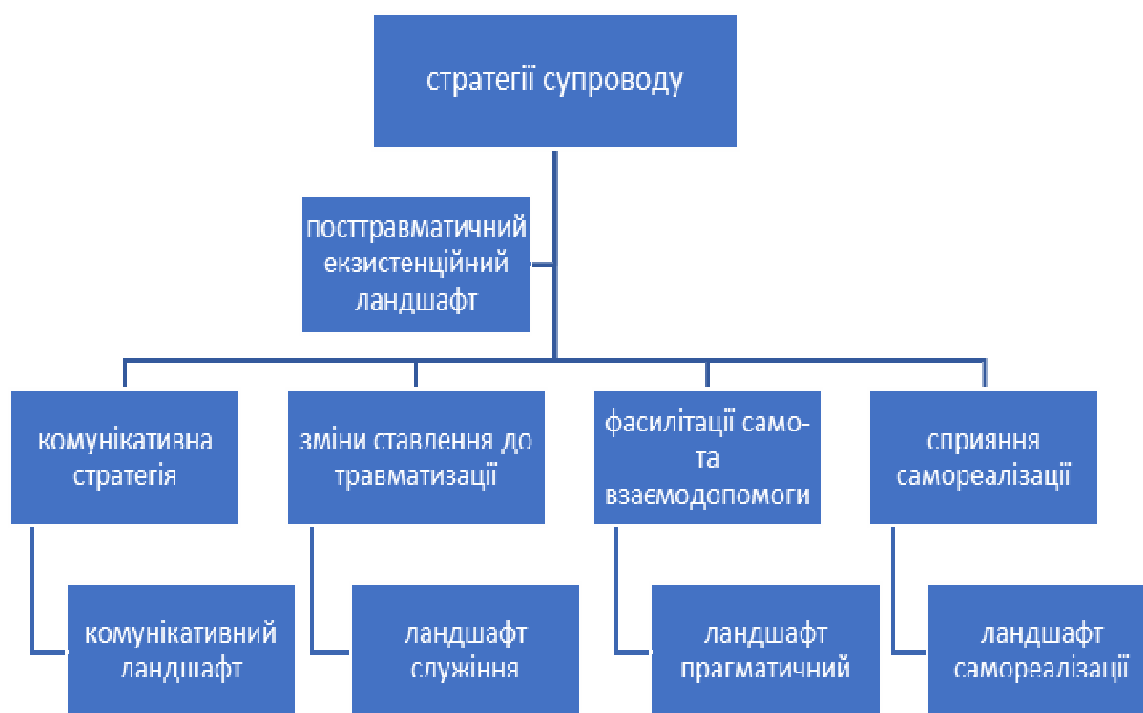 стратегії супроводу
посттравматичний
екзистенційний
ландшафт
комунікативна
стратегія
зміни ставлення до
травматизації
фасилітації само-
та
взаємодопомоги
сприяння
самореалізації
комунікативний
ландшафт
ландшафт
служіння
ландшафт
прагматичний
ландшафт
самореалізації